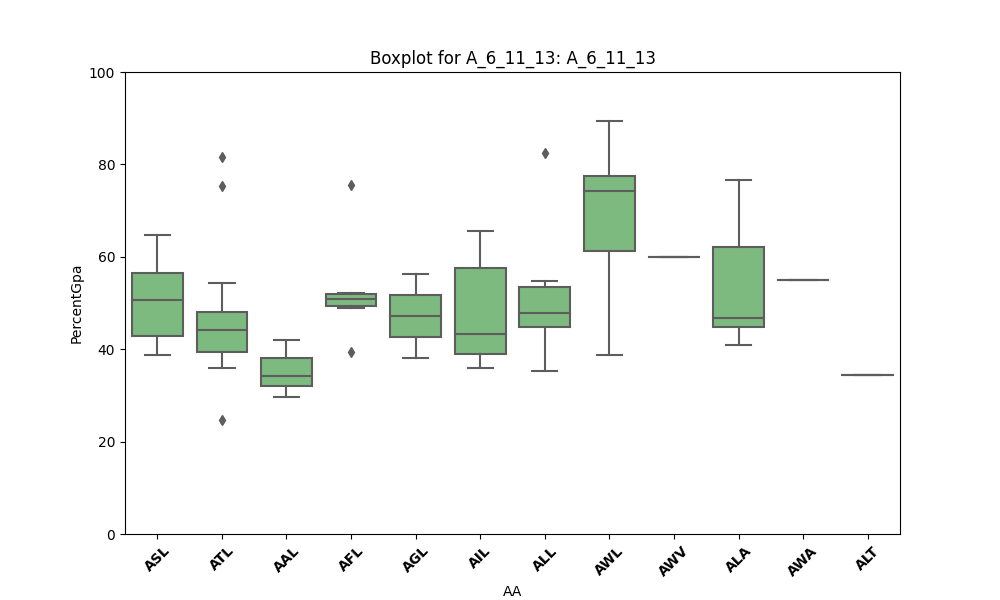 Boxplot for A_6_11_13: A_6_11_13
PercentGpa
100
80
60
40
20
0
ASL ATL AAL AFL AGL AIL ALL AWL AWV ALA AWA ALT
AA